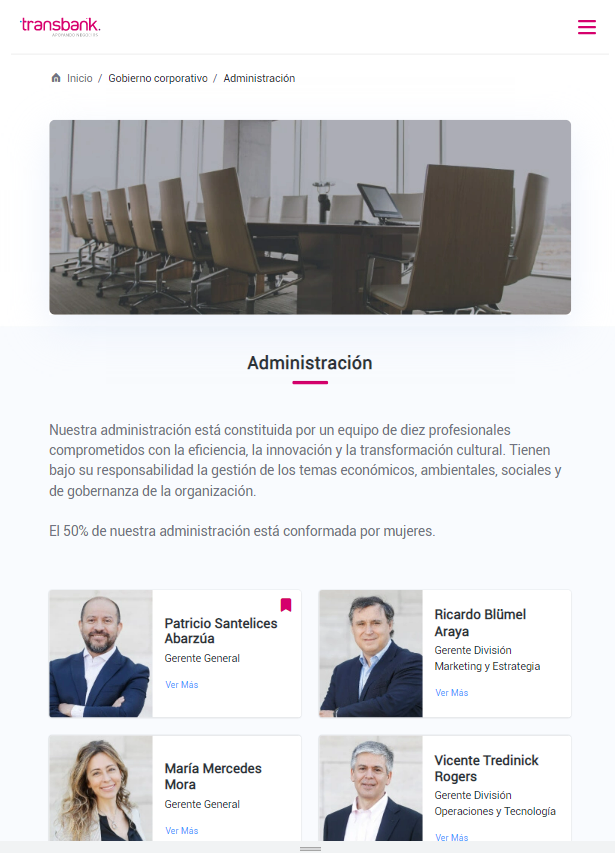 transbank.
Inicio / Gobierno corporativo / Administración
Administración
Nuestra administración está constituida por un equipo de diez profesionales
comprometidos con la eficiencia, la innovación y la transformación cultural. Tienen
bajo su responsabilidad la gestión de los temas económicos, ambientales, sociales y
de gobernanza de la organización.
El 50% de nuestra administración está conformada por mujeres.
Patricio Santelices
Abarzúa
Gerente General
Ver Más
Ricardo Blümel
Araya
Gerente División
Marketing y Estrategia
Ver Más
María Mercedes
Mora
Gerente General
Ver Más
Vicente Tredinick
Rogers
Gerente División
Operaciones y Tecnología
Ver Más